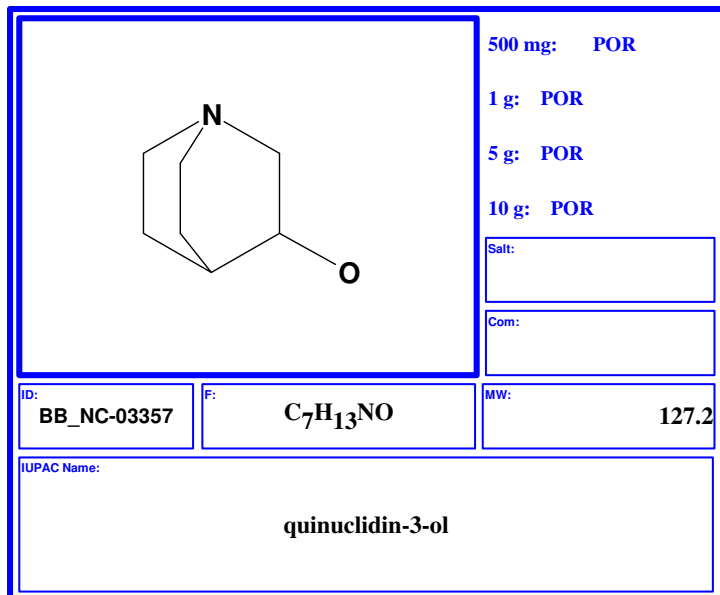 N
O
500 mg: POR
1 g: POR
5 g: POR
10 g: POR
Salt:
Com:
ID:
BB_NC-03357
F:
C7H13NO
MW:
127.2
IUPAC Name:
quinuclidin-3-ol